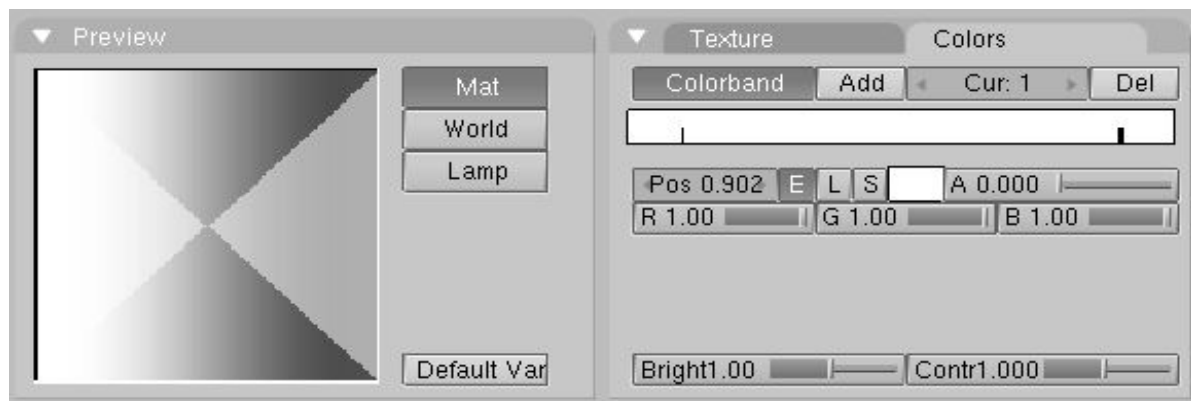 Preview
Mat
World
Lamp
Default Var
Texture Colors
Colorband Add Cur: 1 Del
Pos 0.902 E L S A 0.000
R 1.00 G 1.00 B 1.00
Bright1.00 Contr1.000